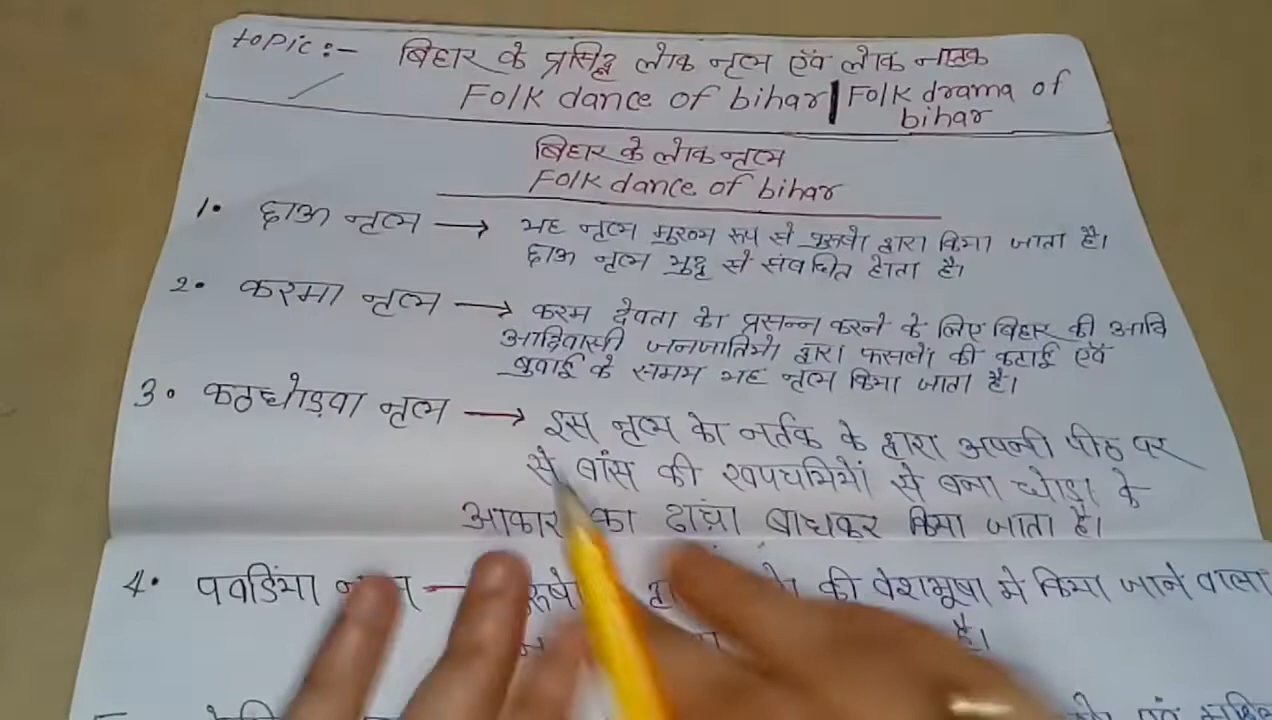 topic:- बिहार के प्रसिद्ध लोक नृत्य एवं लोक नाटक
Folk dance of bihar | Folk drama of
bihar
बिहार के लोक नृत्य
Folk dance of bihar
1. छाऊ नृत्य → यह नृत्य मुख्य रूप से पुरुषो द्वारा किया जाता है।
छाऊ नृत्य युद्ध से संबंधित होता है।
2. करमा नृत्य → करम देवता को प्रसन्न करने के लिए बिहार की आदि
आदिवासी जनजातियो द्वारा फसलो की कटाई एवं
बुवाई के समय यह नृत्य किया जाता है।
3. कठघोड़वा नृत्य → इस नृत्य को नर्तक के द्वारा अपनी पीठ पर
से बांस की खपचियों से बना घोड़ा के
आकार का ढांचा बाधकर किया जाता है।
4. पवडिंया की वेशभूषा मे किया जाने वाला
है।